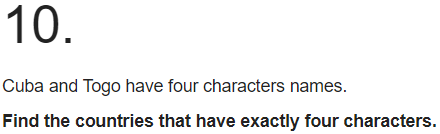 10.
Cuba and Togo have four characters names.
Find the countries that have exactly four characters.